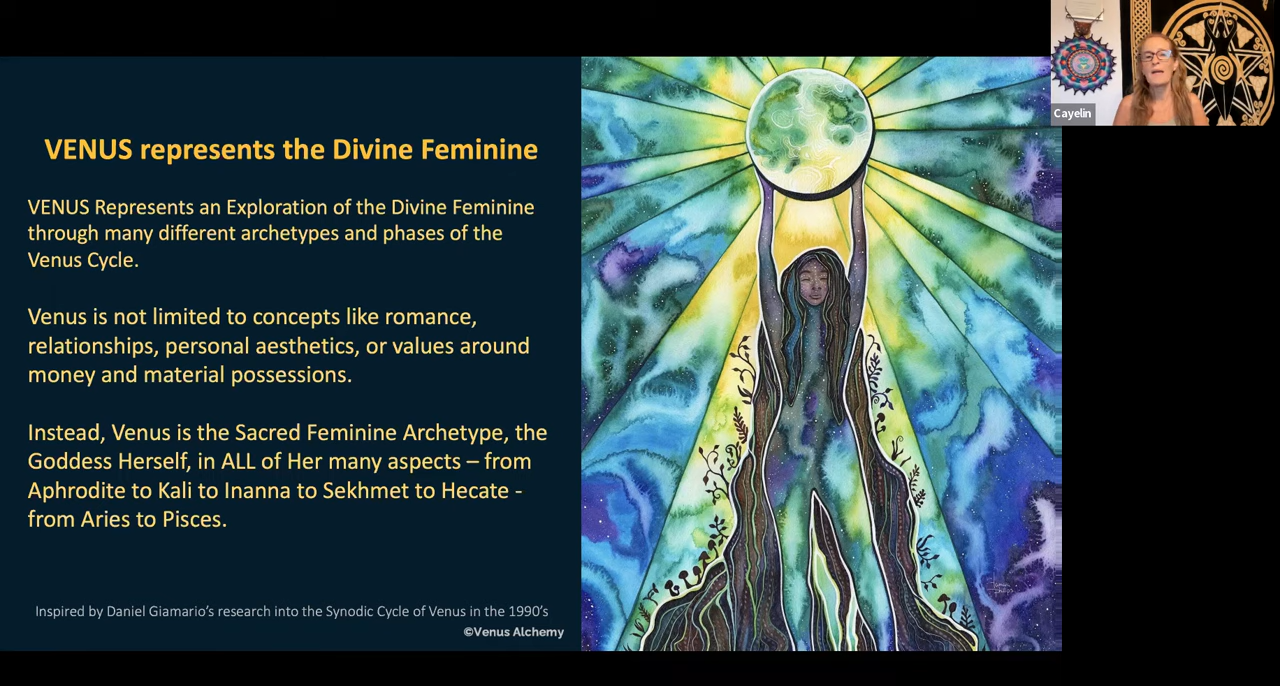 VENUS represents the Divine Feminine
VENUS Represents an Exploration of the Divine Feminine
through many different archetypes and phases of the
Venus Cycle.
Venus is not limited to concepts like romance,
relationships, personal aesthetics, or values around
money and material possessions.
Instead, Venus is the Sacred Feminine Archetype, the
Goddess Herself, in ALL of Her many aspects – from
Aphrodite to Kali to Inanna to Sekhmet to Hecate -
from Aries to Pisces.
Inspired by Daniel Giamario's research into the Synodic Cycle of Venus in the 1990's
©Venus Alchemy
Cayelin